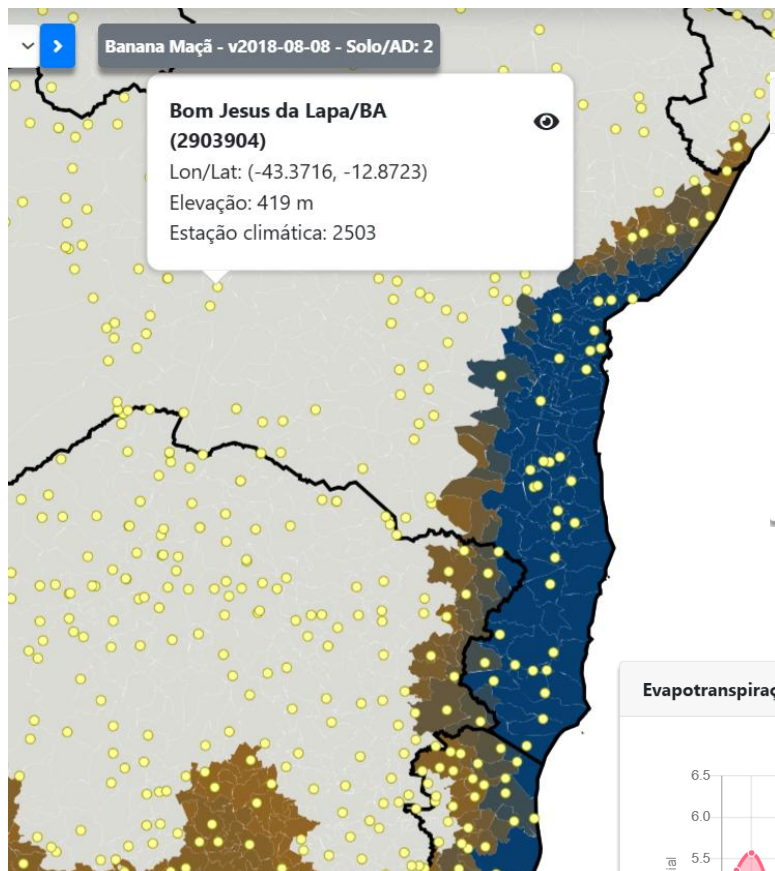 Banana Maçã - v2018-08-08 - Solo/AD: 2
Bom Jesus da Lapa/BA
(2903904)
Lon/Lat: (-43.3716, -12.8723)
Elevação: 419 m
Estação climática: 2503
6.5
6.0
5.5